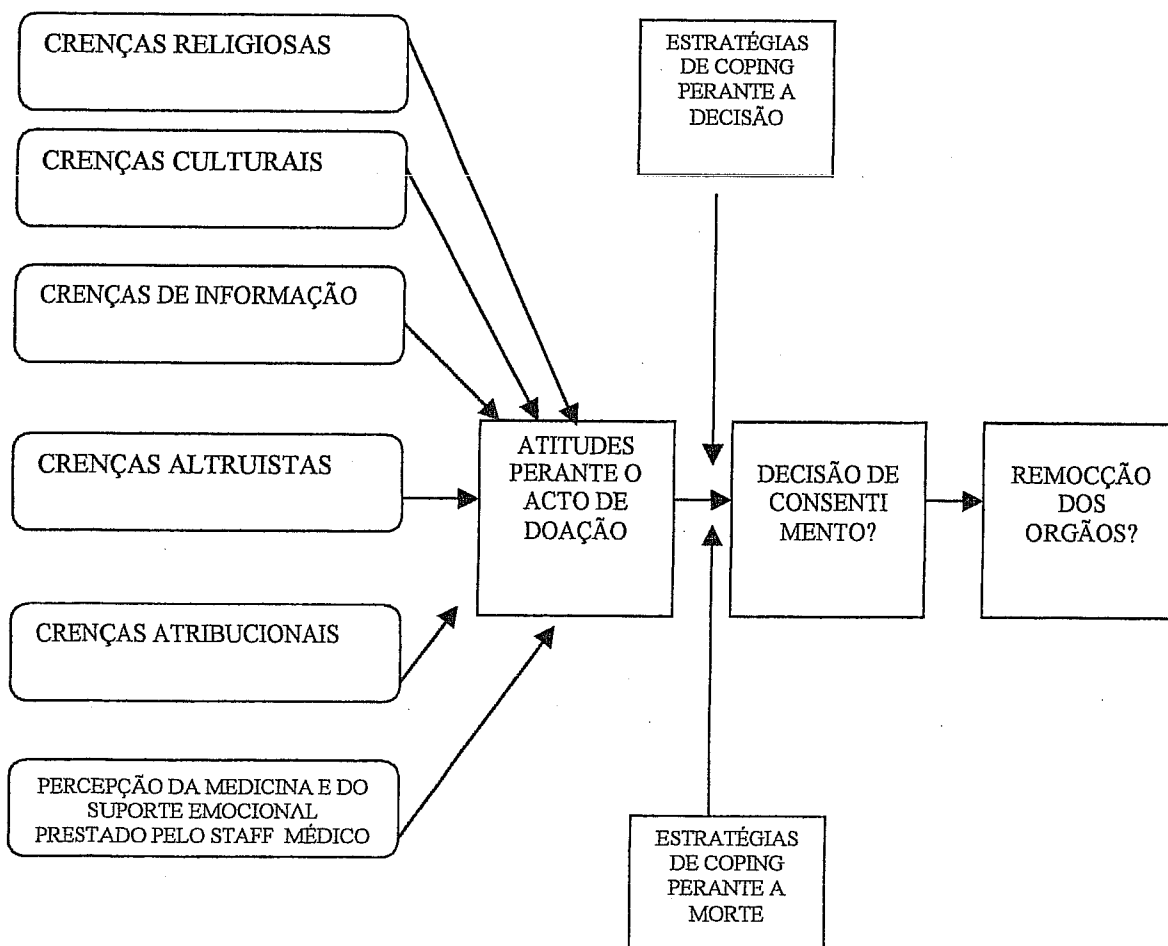 CRENÇAS RELIGIOSAS
CRENÇAS CULTURAIS
CRENÇAS DE INFORMAÇÃO
CRENÇAS ALTRUISTAS
CRENÇAS ATRIBUCIONAIS
PERCEPÇÃO DA MEDICINA E DO
SUPORTE EMOCIONAL
PRESTADO PELO STAFF MÉDICO
ATITUDES
PERANTE O
ACTO DE
DOAÇÃO
ESTRATÉGIAS
DE COPING
PERANTE A
DECISÃO
ESTRATÉGIAS
DE COPING
PERANTE A
MORTE
DECISÃO DE
CONSENTI
MENTO?
REMOCÇÃO
DOS
ORGÃOS?